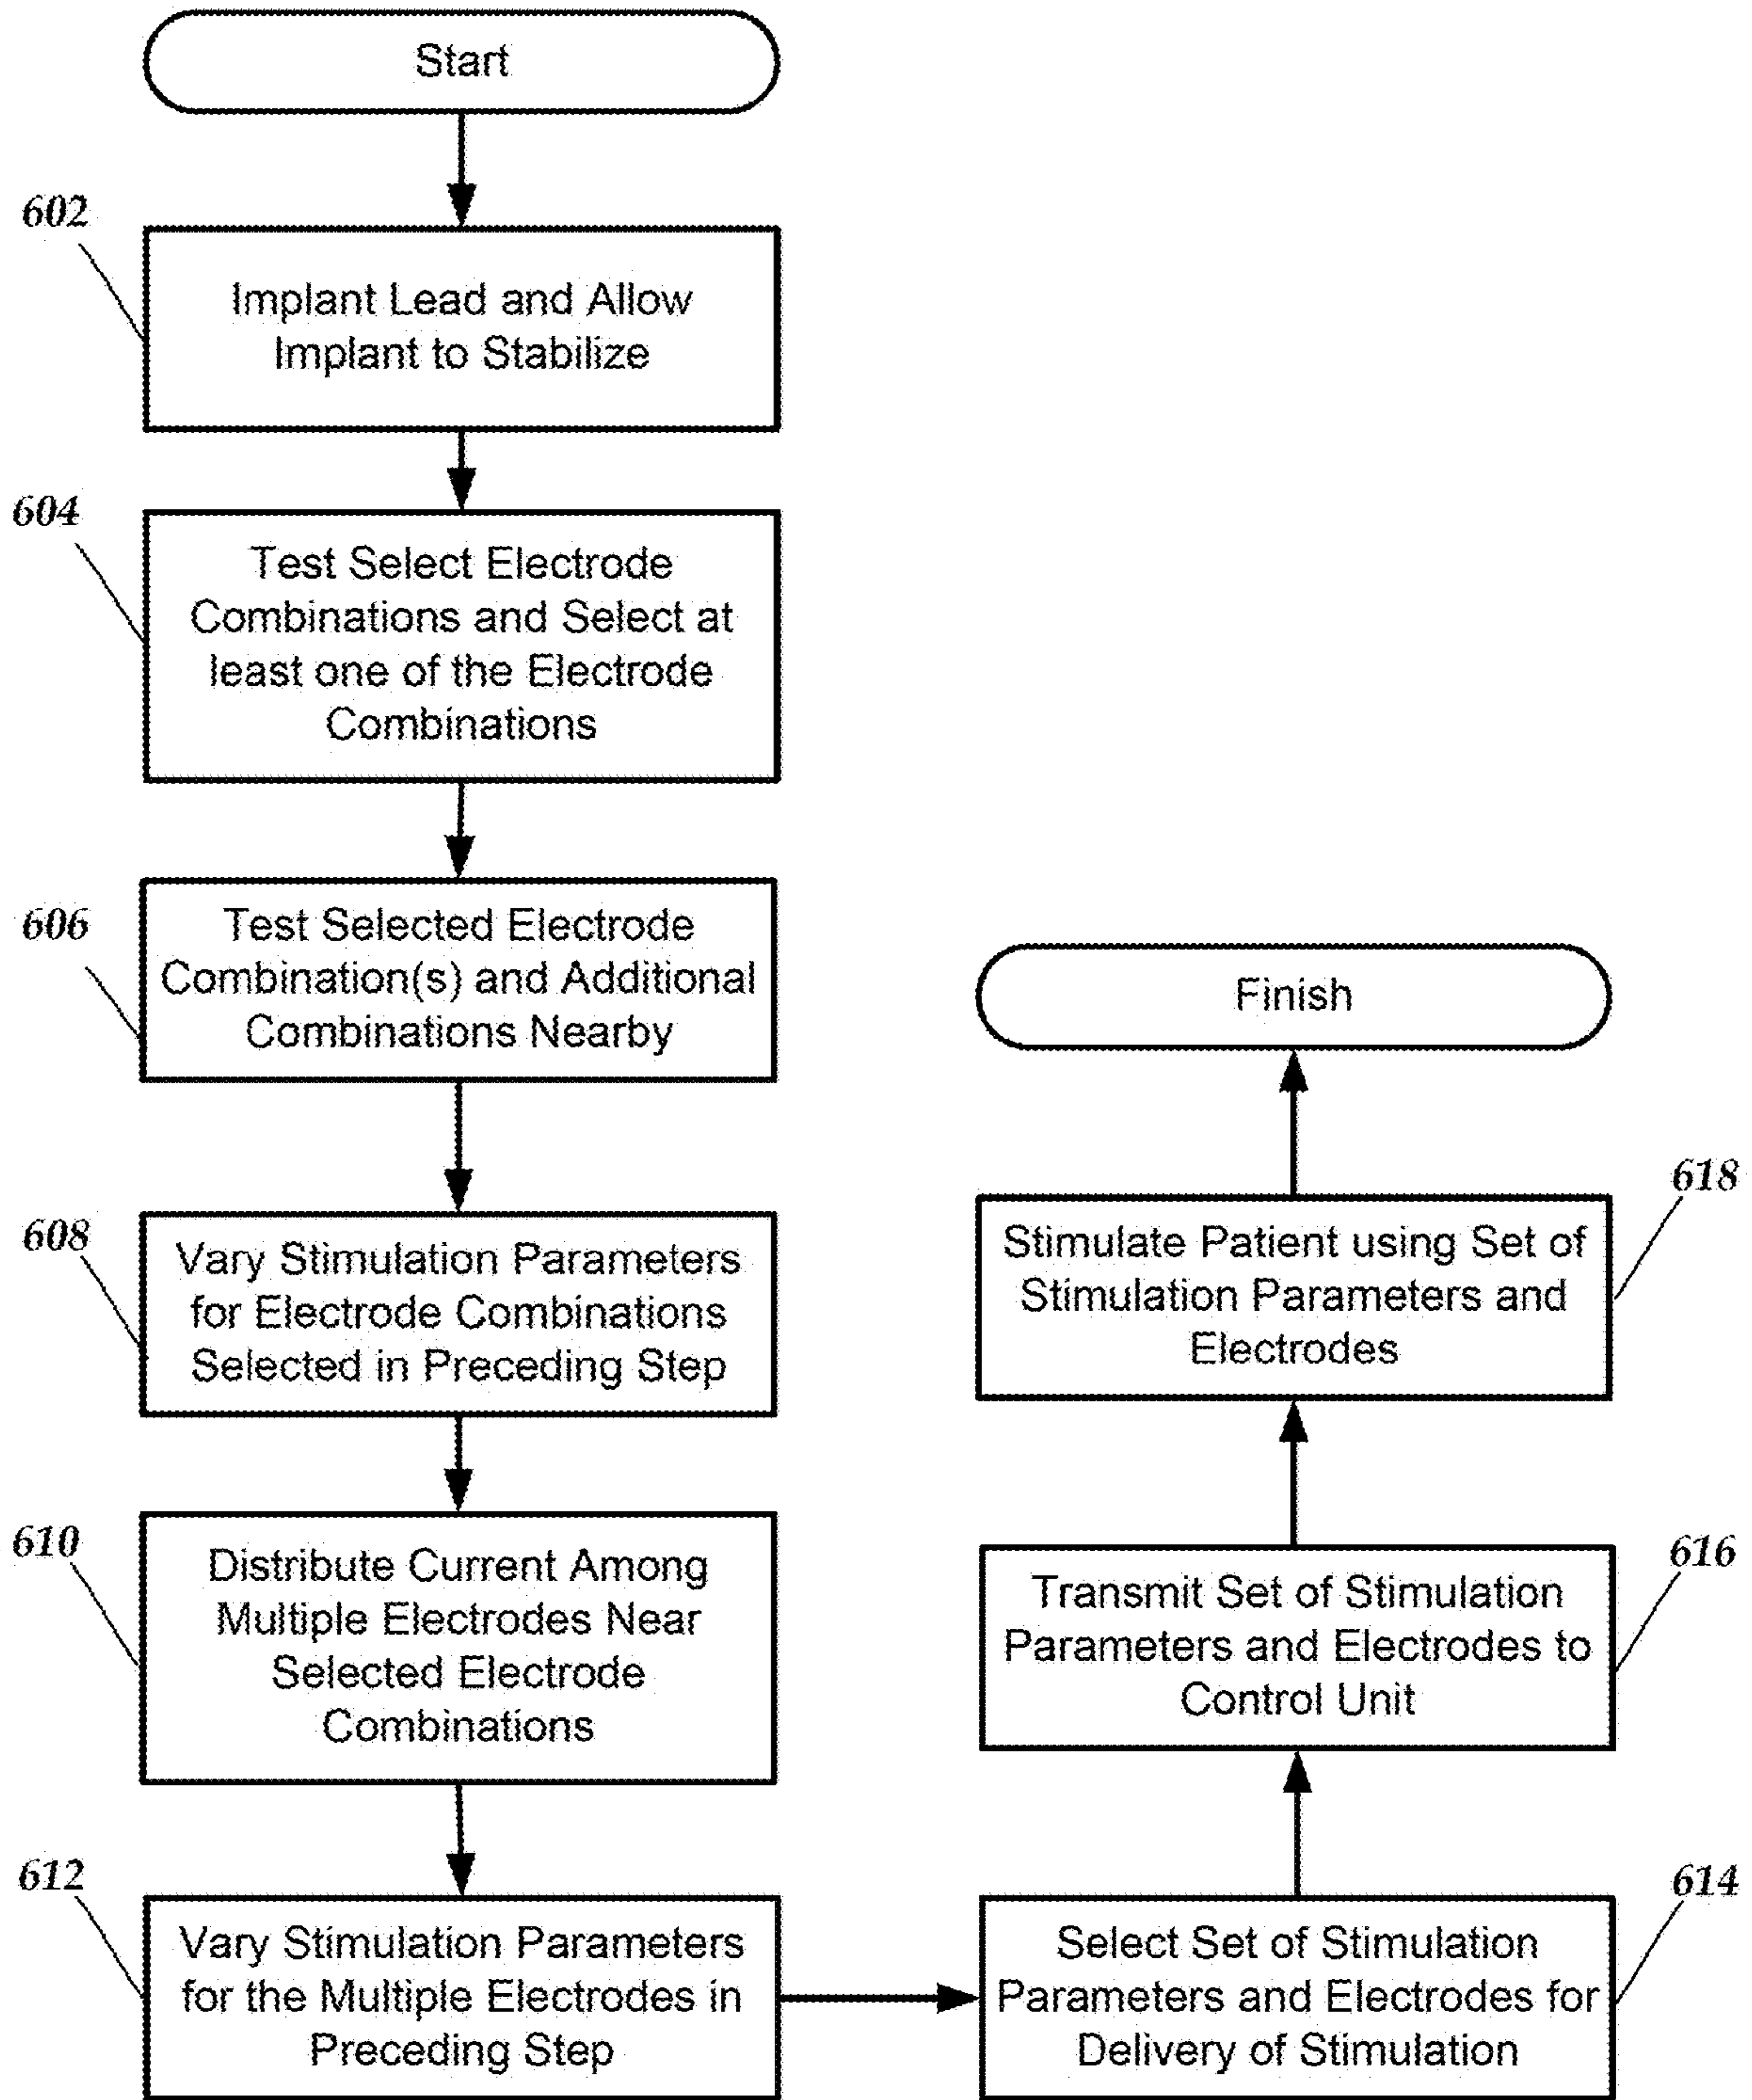 Start
602
Implant Lead and Allow
Implant to Stabilize
604
Test Select Electrode
Combinations and Select at
least one of the Electrode
Combinations
606
Test Selected Electrode
Combination(s) and Additional
Combinations Nearby
608
Vary Stimulation Parameters
for Electrode Combinations
Selected in Preceding Step
610
Distribute Current Among
Multiple Electrodes Near
Selected Electrode
Combinations
612
Vary Stimulation Parameters
for the Multiple Electrodes in
Preceding Step
614
Select Set of Stimulation
Parameters and Electrodes for
Delivery of Stimulation
616
Transmit Set of Stimulation
Parameters and Electrodes to
Control Unit
618
Stimulate Patient using Set of
Stimulation Parameters and
Electrodes
Finish